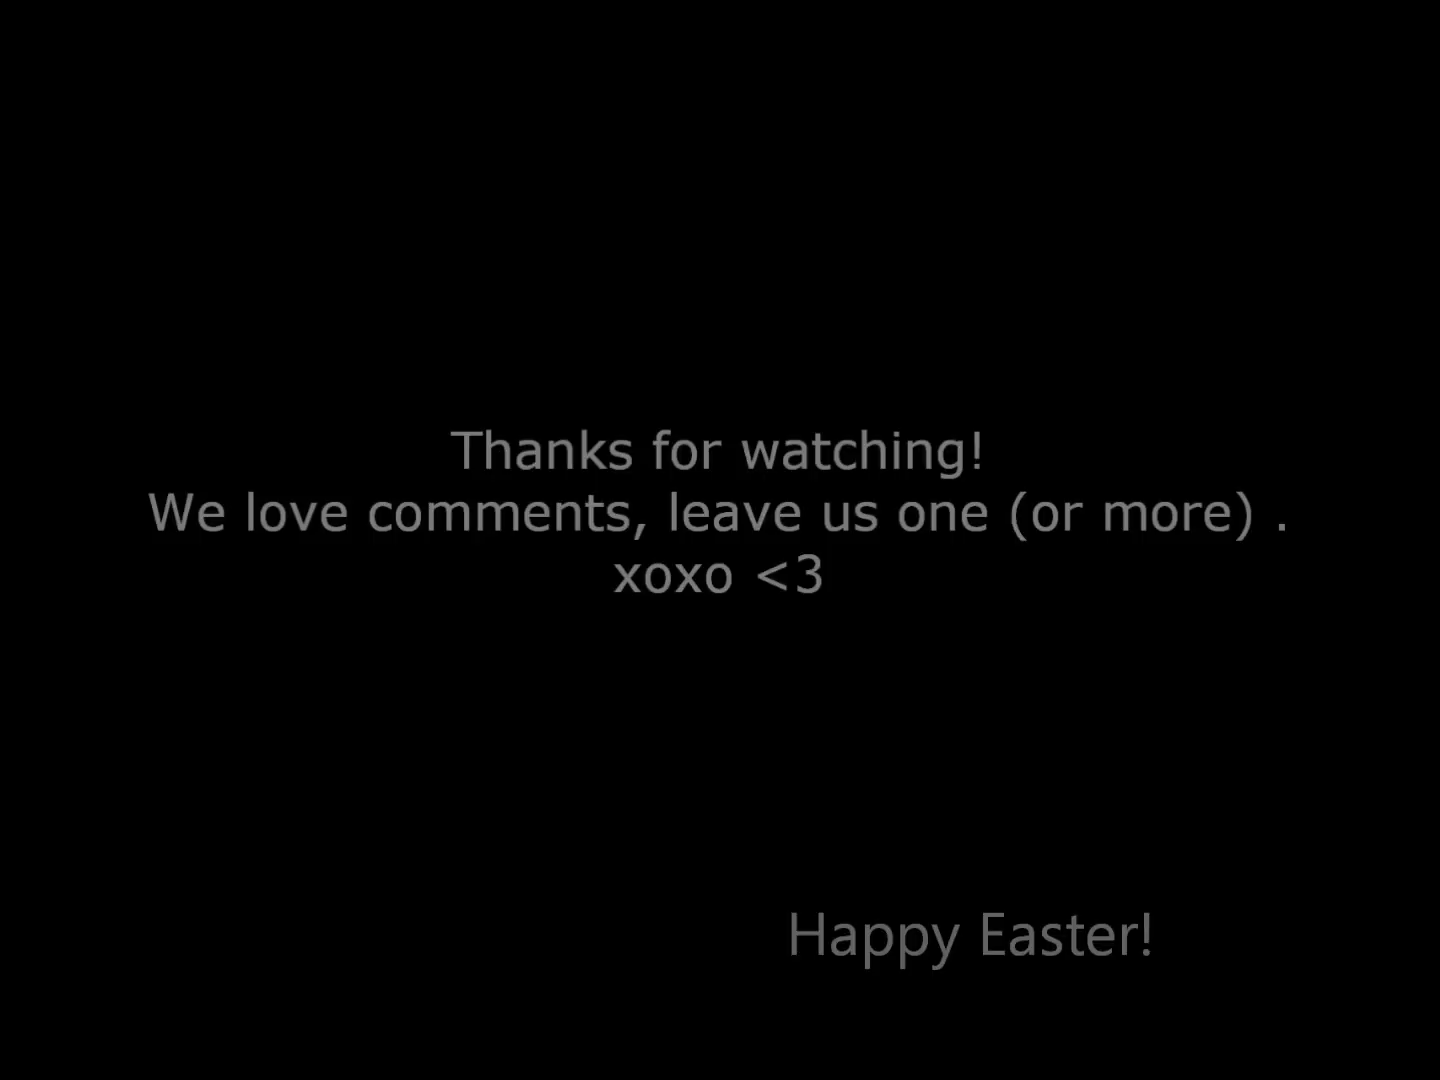 Thanks for watching!
We love comments, leave us one (or more) .
xoxo <3
Happy Easter!